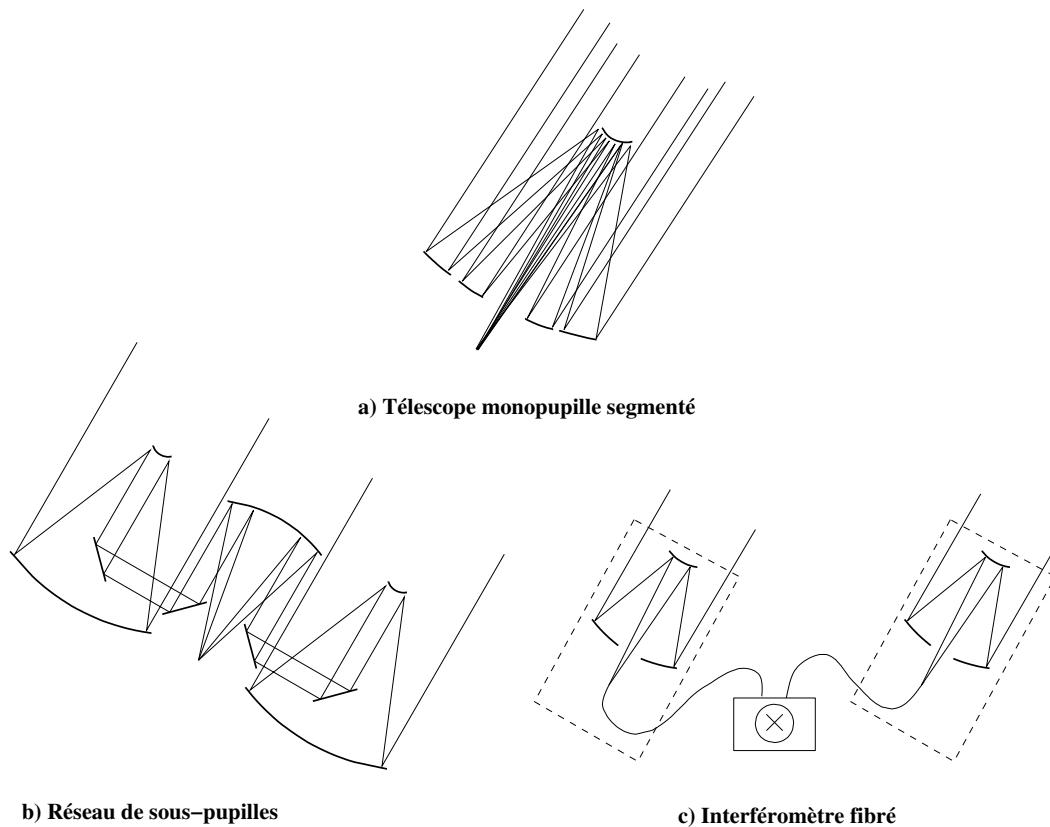 a) Télescope monopupille segmenté
b) Réseau de sous−pupilles
c) Interféromètre fibré